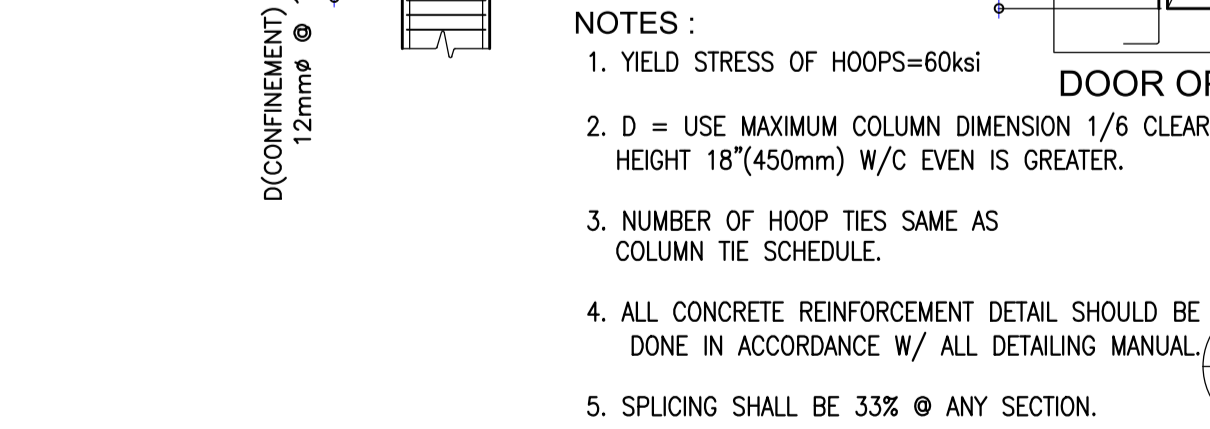 D(CONFINEMENT)
12mmø @
NOTES :
1. YIELD STRESS OF HOOPS=60ksi
DOOR
2. D = USE MAXIMUM COLUMN DIMENSION 1/6 CLEAR
HEIGHT 18"(450mm) W/C EVEN IS GREATER.
3. NUMBER OF HOOP TIES SAME AS
COLUMN TIE SCHEDULE.
4. ALL CONCRETE REINFORCEMENT DETAIL SHOULD BE
DONE IN ACCORDANCE W/ ALL DETAILING MANUAL.
5. SPLICING SHALL BE 33% @ ANY SECTION.